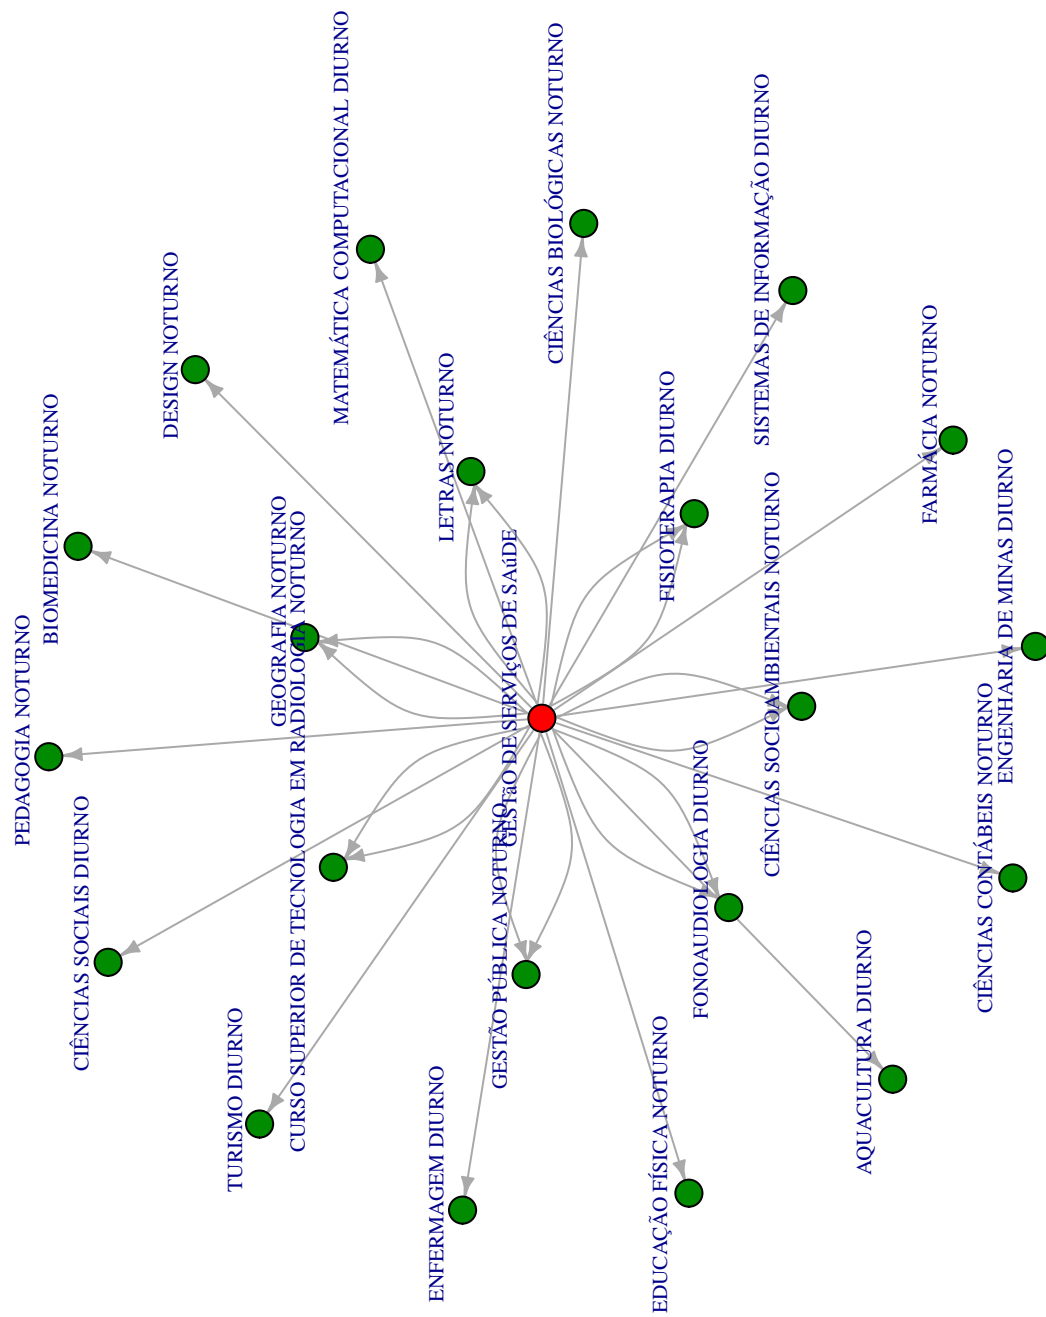 MATEMÁTICA COMPUTACIONAL DIURNO
CIÊNCIAS BIOLÓGICAS NOTURNO
SISTEMAS DE INFORMAÇÃO DIURNO
DESIGN NOTURNO
FARMÁCIA NOTURNO
LETRAS NOTURNO
FISIOTERAPIA DIURNO
BIOMEDICINA NOTURNO
ENGENHARIA DE MINAS DIURNO
CIÊNCIAS SOCIOAMBIENTAIS NOTURNO
GEOGRAFIA NOTURNO
CURSO SUPERIOR DE TECNOLOGIA EM RADIOLOGIA NOTURNO
GESTãO DE SERVIçOS DE SAúDE
PEDAGOGIA NOTURNO
CIÊNCIAS CONTÁBEIS NOTURNO
FONOAUDIOLOGIA DIURNO
CIÊNCIAS SOCIAIS DIURNO
GESTÃO PÚBLICA NOTURNO
AQUACULTURA DIURNO
TURISMO DIURNO
EDUCAÇÃO FÍSICA NOTURNO
ENFERMAGEM DIURNO